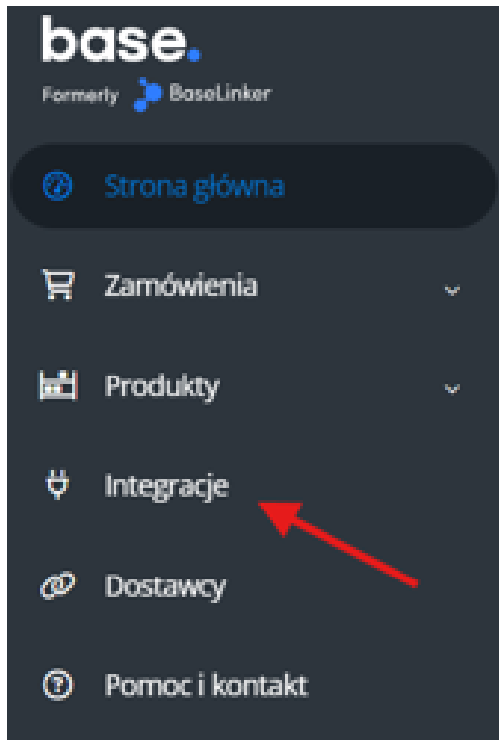 base.
Formerly BaseLinker
Strona główna
Zamówienia
Produkty
Integracje
Dostawcy
Pomoc i kontakt